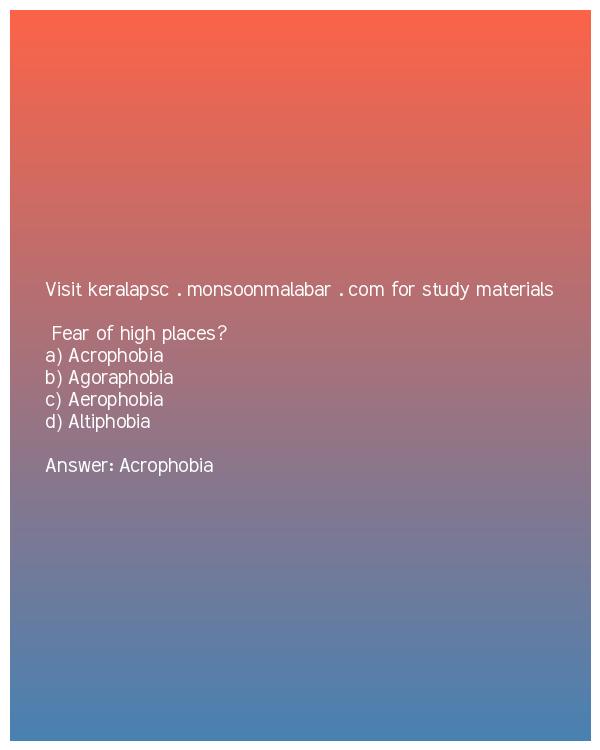 Visit keralapsc . monsoonmalabar . com for study materials
Fear of high places?
a) Acrophobia
b) Agoraphobia
c) Aerophobia
d) Altiphobia
Answer: Acrophobia